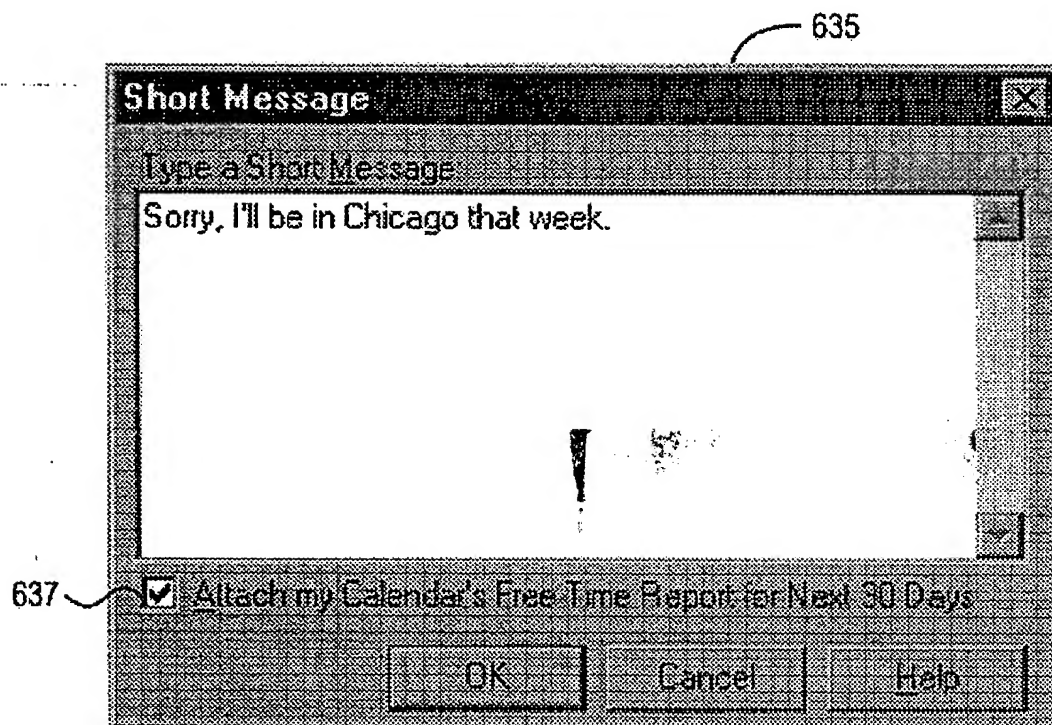 635
Short Message
Type a Short Message:
Sorry, I'll be in Chicago that week.
637
Attach my Calendar's Free-Time Report for Next 30 Days
OK
Cancel
Help